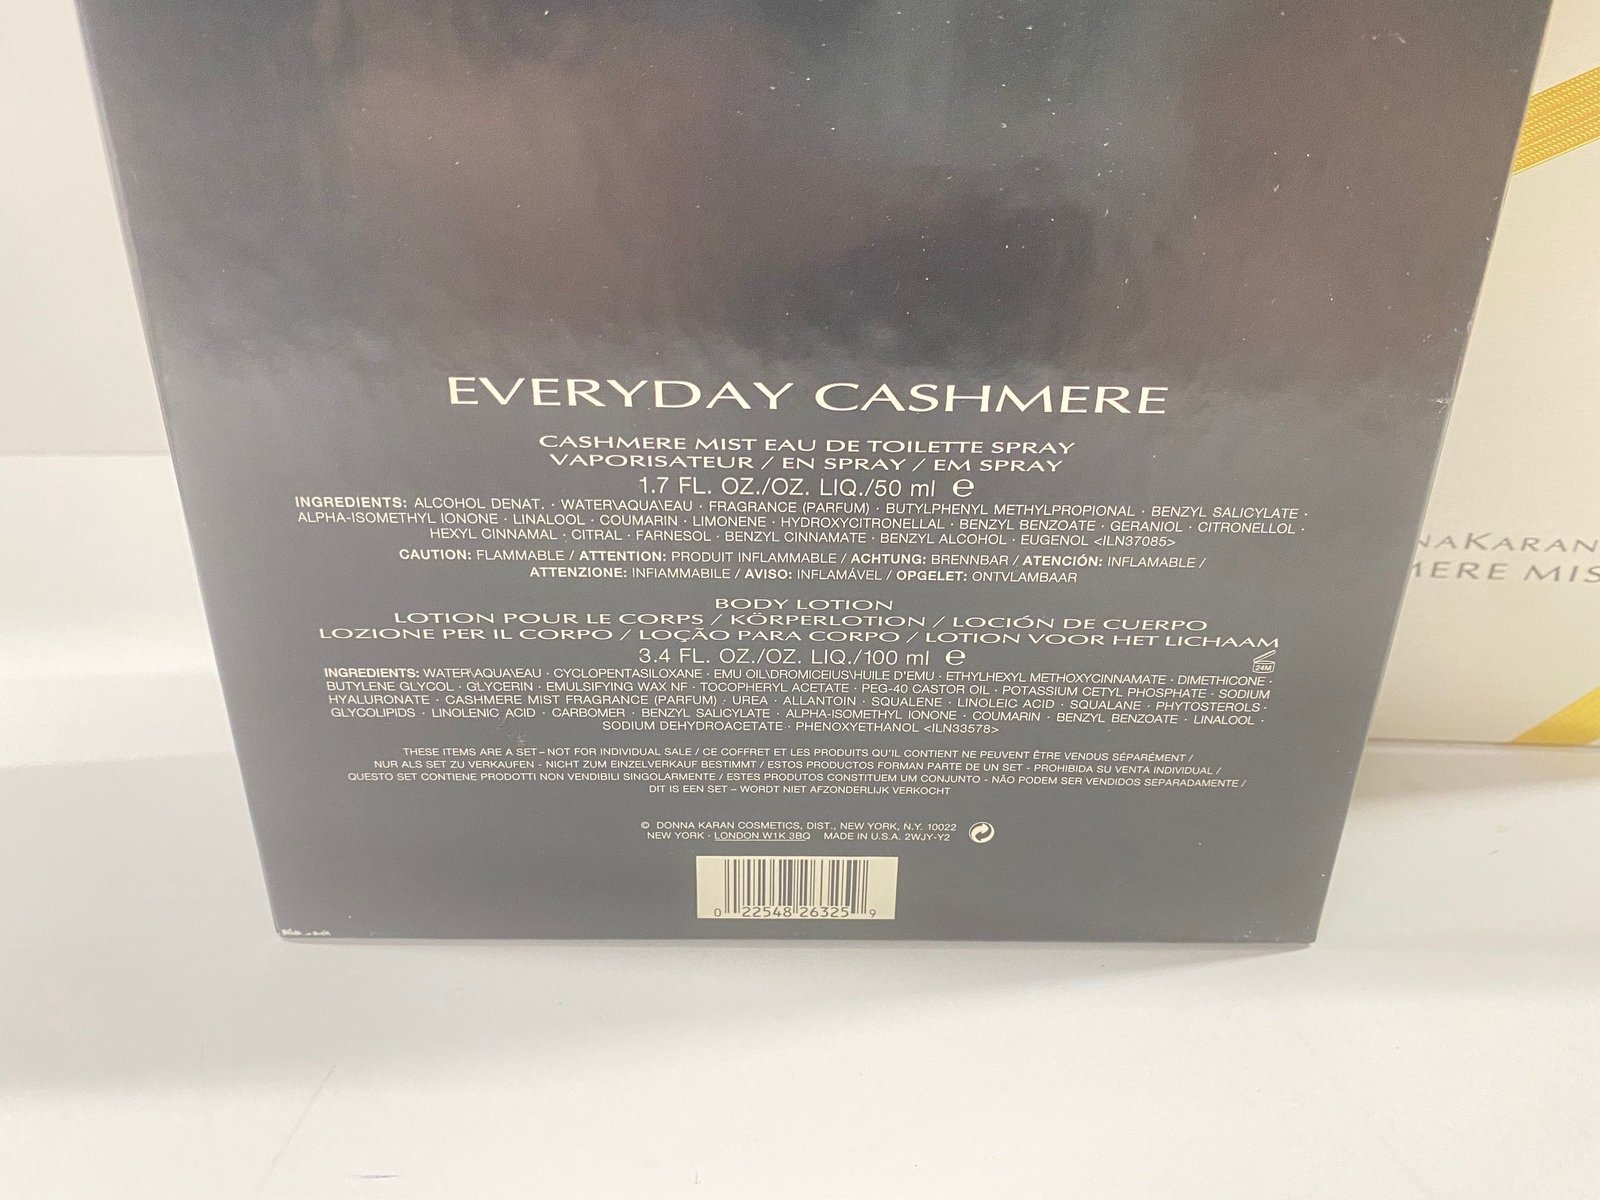 EVERYDAY CASHMERE
CASHMERE MIST EAU DE TOILETTE SPRAY
VAPORISATEUR / EN SPRAY / EM SPRAY
1.7 FL. OZ./OZ. LIQ./50 ml ℮
INGREDIENTS: ALCOHOL DENAT. · WATER\AQUA\EAU · FRAGRANCE (PARFUM) · BUTYLPHENYL METHYLPROPIONAL · BENZYL SALICYLATE ·
ALPHA-ISOMETHYL IONONE · LINALOOL · COUMARIN · LIMONENE · HYDROXYCITRONELLAL · BENZYL BENZOATE · GERANIOL · CITRONELLOL ·
HEXYL CINNAMAL · CITRAL · FARNESOL · BENZYL CINNAMATE · BENZYL ALCOHOL · EUGENOL <ILN37085>
CAUTION: FLAMMABLE / ATTENTION: PRODUIT INFLAMMABLE / ACHTUNG: BRENNBAR / ATENCIÓN: INFLAMABLE /
ATTENZIONE: INFIAMMABILE / AVISO: INFLAMÁVEL / OPGELET: ONTVLAMBAAR
BODY LOTION
LOTION POUR LE CORPS / KÖRPERLOTION / LOCIÓN DE CUERPO
LOZIONE PER IL CORPO / LOÇÃO PARA CORPO / LOTION VOOR HET LICHAAM
3.4 FL. OZ./OZ. LIQ./100 ml ℮
24M
INGREDIENTS: WATER\AQUA\EAU · CYCLOPENTASILOXANE · EMU OIL\DROMICEIUS\HUILE D'EMU · ETHYLHEXYL METHOXYCINNAMATE · DIMETHICONE ·
BUTYLENE GLYCOL · GLYCERIN · EMULSIFYING WAX NF · TOCOPHERYL ACETATE · PEG-40 CASTOR OIL · POTASSIUM CETYL PHOSPHATE · SODIUM
HYALURONATE · CASHMERE MIST FRAGRANCE (PARFUM) · UREA · ALLANTOIN · SQUALENE · LINOLEIC ACID · SQUALANE · PHYTOSTEROLS ·
GLYCOLIPIDS · LINOLENIC ACID · CARBOMER · BENZYL SALICYLATE · ALPHA-ISOMETHYL IONONE · COUMARIN · BENZYL BENZOATE · LINALOOL ·
SODIUM DEHYDROACETATE · PHENOXYETHANOL <ILN33578>
THESE ITEMS ARE A SET – NOT FOR INDIVIDUAL SALE / CE COFFRET ET LES PRODUITS QU'IL CONTIENT NE PEUVENT ÊTRE VENDUS SÉPARÉMENT /
NUR ALS SET ZU VERKAUFEN - NICHT ZUM EINZELVERKAUF BESTIMMT / ESTOS PRODUCTOS FORMAN PARTE DE UN SET - PROHIBIDA SU VENTA INDIVIDUAL /
QUESTO SET CONTIENE PRODOTTI NON VENDIBILI SINGOLARMENTE / ESTES PRODUTOS CONSTITUEM UM CONJUNTO - NÃO PODEM SER VENDIDOS SEPARADAMENTE /
DIT IS EEN SET – WORDT NIET AFZONDERLIJK VERKOCHT
© DONNA KARAN COSMETICS, DIST., NEW YORK, N.Y. 10022
NEW YORK · LONDON W1K 3BQ MADE IN U.S.A. 2WJY-Y2
0 22548 26325 9
NAKARAN
MERE MIS